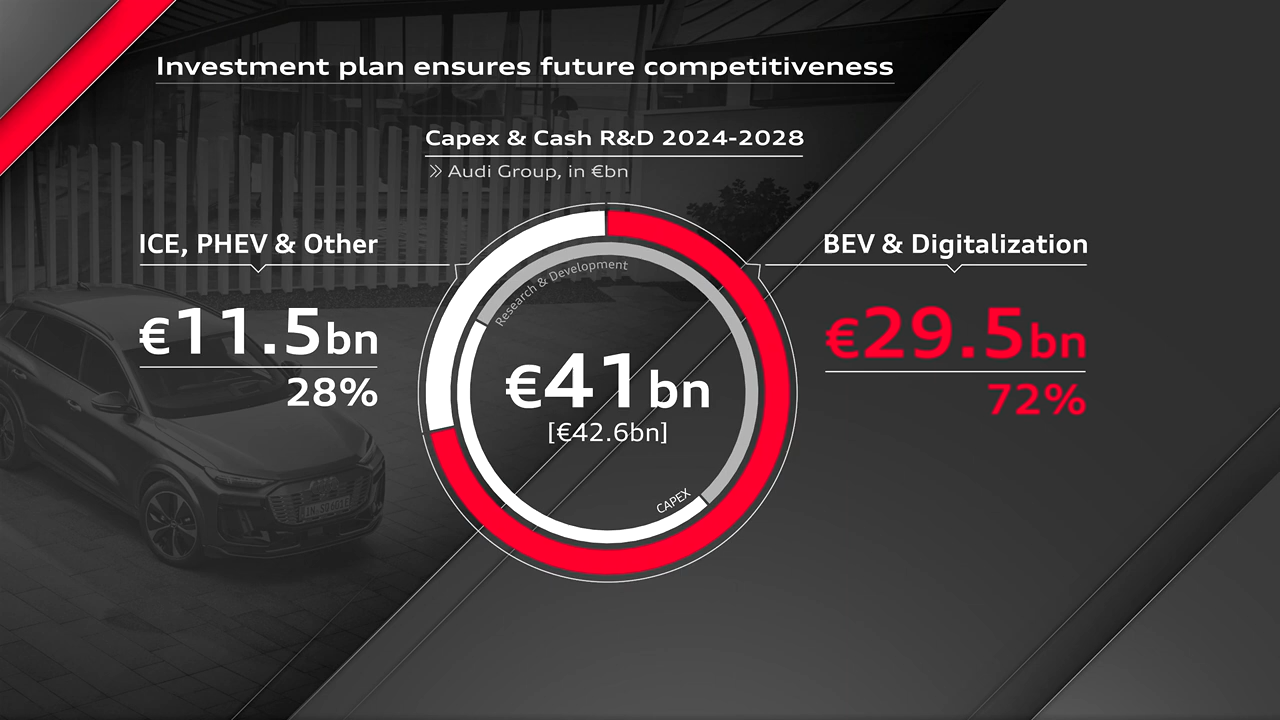 Investment plan ensures future competitiveness
Capex & Cash R&D 2024-2028
» Audi Group, in €bn
ICE, PHEV & Other
€11.5bn
28%
BEV & Digitalization
€29.5bn
72%
Research & Development
€41bn
[€42.6bn]
CAPEX